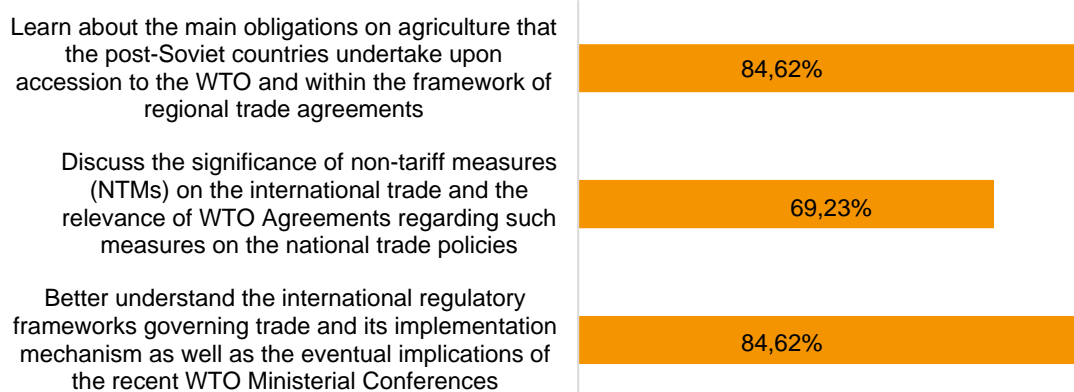 Learn about the main obligations on agriculture that
the post-Soviet countries undertake upon
accession to the WTO and within the framework of
regional trade agreements
84,62%
Discuss the significance of non-tariff measures
(NTMs) on the international trade and the
relevance of WTO Agreements regarding such
measures on the national trade policies
69,23%
Better understand the international regulatory
frameworks governing trade and its implementation
mechanism as well as the eventual implications of
the recent WTO Ministerial Conferences
84,62%